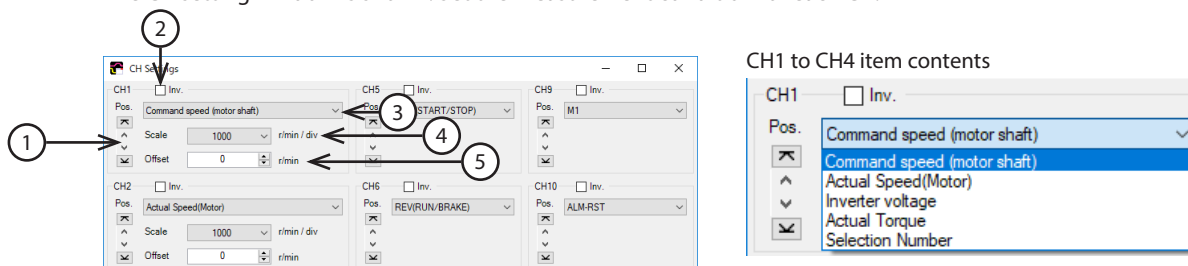 2
CH Settings
CH1 Inv.
Pos. Command speed (motor shaft)
Scale 1000 r/min / div
Offset 0 r/min
CH5 Inv.
Pos. START/STOP)
CH9 Inv.
Pos. M1
1
3
4
5
CH2 Inv.
Pos. Actual Speed(Motor)
Scale 1000 r/min / div
Offset 0 r/min
CH6 Inv.
Pos. REV(RUN/BRAKE)
CH10 Inv.
Pos. ALM-RST
CH1 to CH4 item contents
CH1 Inv.
Pos. Command speed (motor shaft)
Command speed (motor shaft)
Actual Speed(Motor)
Inverter voltage
Actual Torque
Selection Number